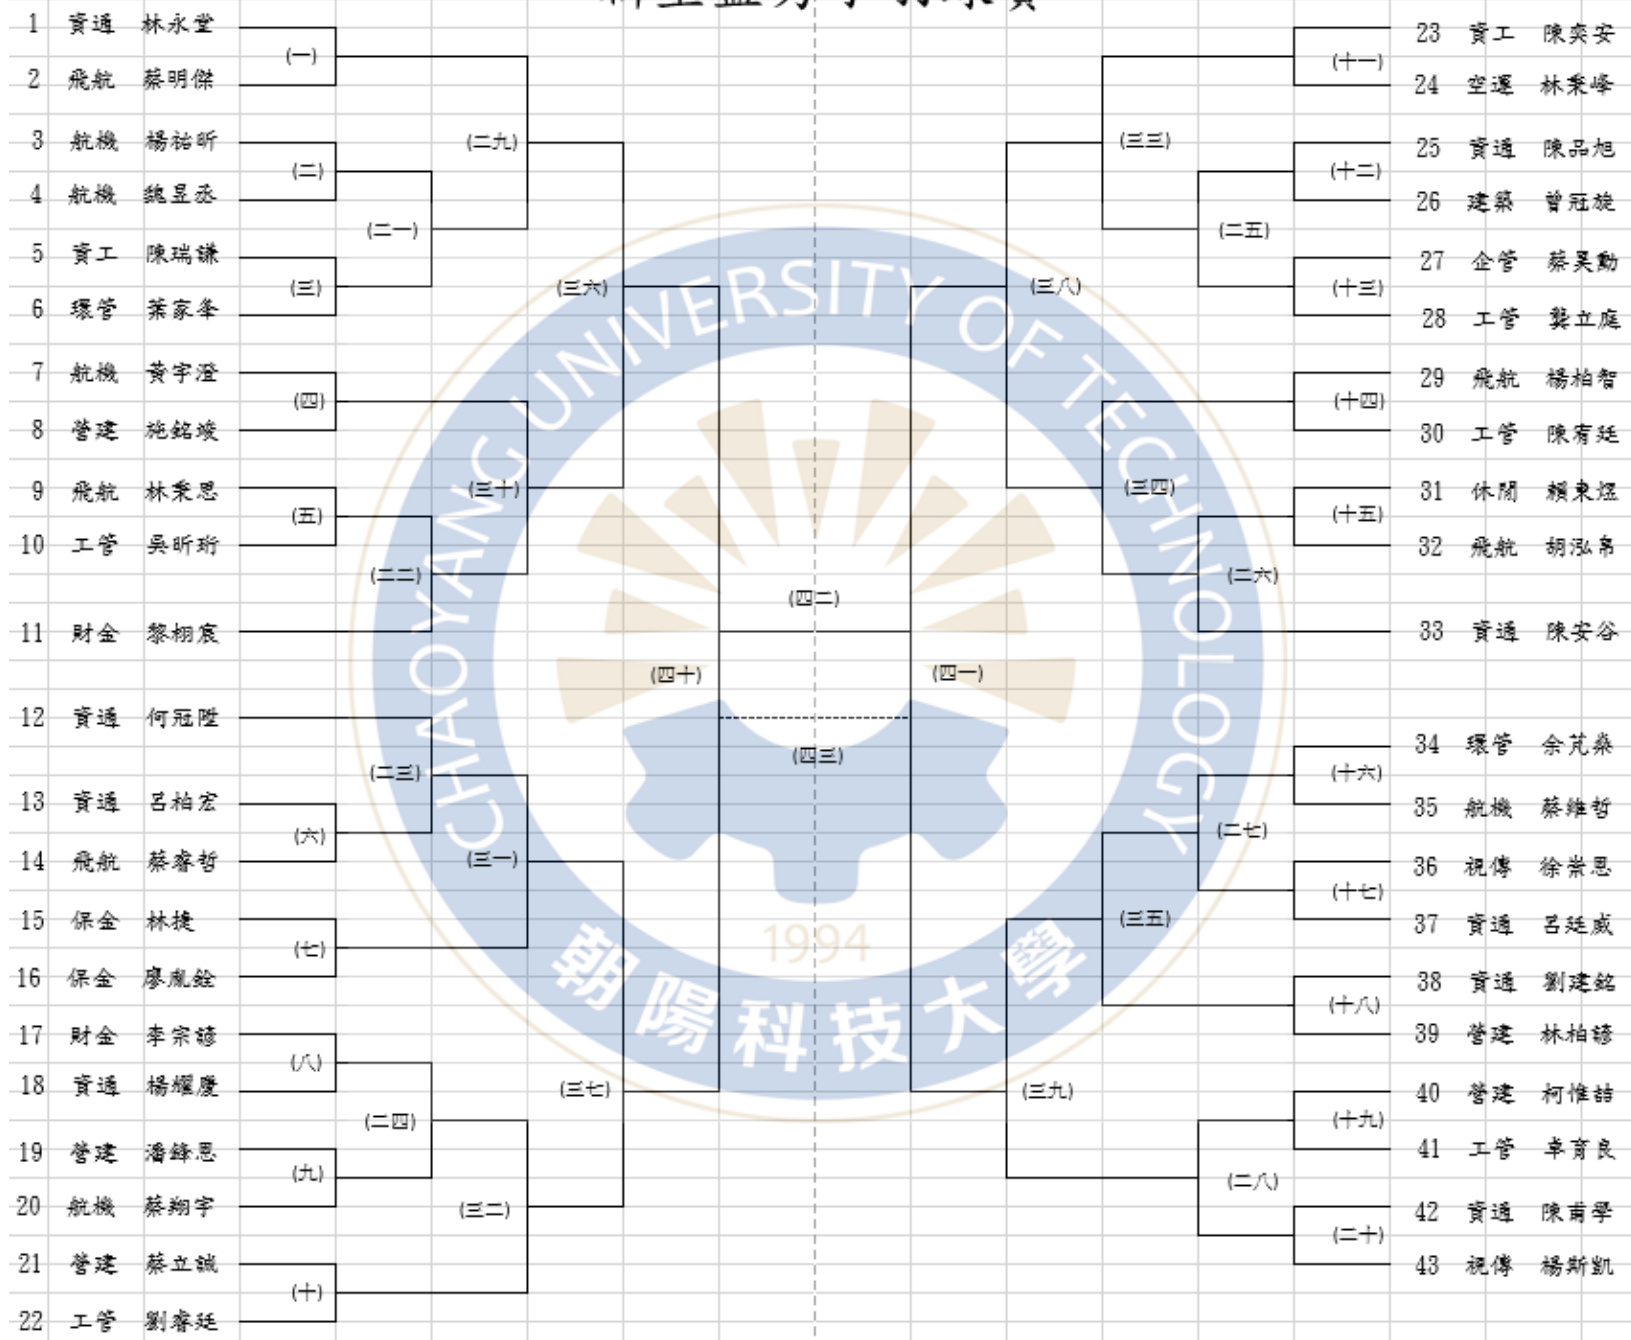 1 資通 林永堂
2 飛航 蔡明傑
3 航機 楊祐昕
4 航機 魏昱丞
5 資工 陳瑞謙
6 環管 葉家夆
7 航機 黃宇澄
8 營建 施銘竣
9 飛航 林秉恩
10 工管 吳昕珩
11 財金 黎栩宸
12 資通 何冠陞
13 資通 呂柏宏
14 飛航 蔡睿哲
15 保金 林捷
16 保金 廖胤銓
17 財金 李宗諺
18 資通 楊耀慶
19 營建 潘鋒恩
20 航機 蔡翔宇
21 營建 蔡立誠
22 工管 劉睿廷
(一)
(二)
(三)
(四)
(五)
(六)
(七)
(八)
(九)
(十)
(二一)
(二二)
(二三)
(二四)
(二九)
(三十)
(三一)
(三二)
(三六)
(三七)
(四十)
(四二)
(四三)
(四一)
(三八)
(三九)
(三三)
(三四)
(三五)
(二五)
(二六)
(二七)
(二八)
(十一)
(十二)
(十三)
(十四)
(十五)
(十六)
(十七)
(十八)
(十九)
(二十)
23 資工 陳奕安
24 空運 林秉峰
25 資通 陳品旭
26 建築 曾冠旋
27 企管 蔡昊勳
28 工管 龔立庭
29 飛航 楊柏智
30 工管 陳宥廷
31 休閒 賴東煜
32 飛航 胡泓帛
33 資通 陳安谷
34 環管 余芃燊
35 航機 蔡維哲
36 視傳 徐崇恩
37 資通 呂廷威
38 資通 劉建銘
39 營建 林柏諺
40 營建 柯惟喆
41 工管 卓育良
42 資通 陳甫學
43 視傳 楊斯凱
CHAOYANG UNIVERSITY OF TECHNOLOGY
1994
朝陽科技大學